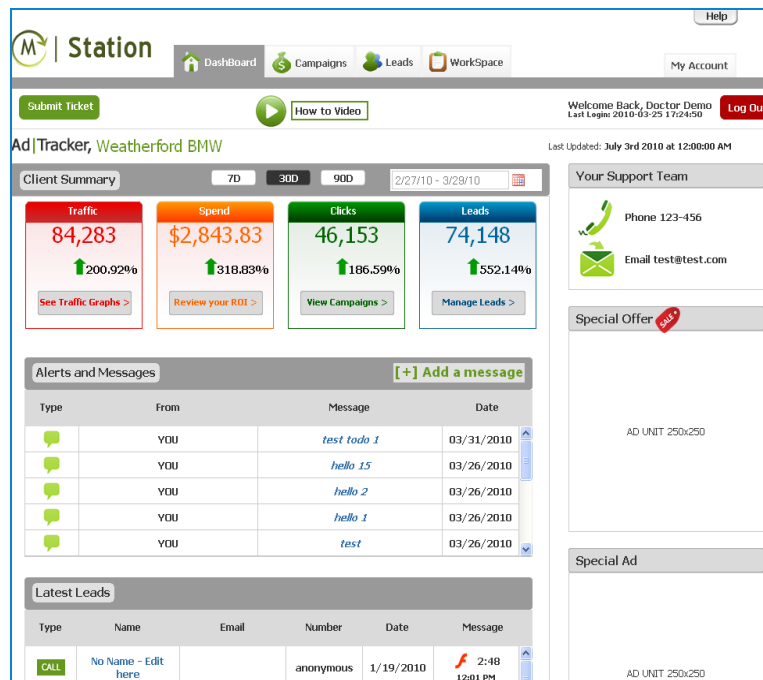 Help
M | Station
DashBoard
Campaigns
Leads
WorkSpace
My Account
Submit Ticket
How to Video
Welcome Back, Doctor Demo
Last Login: 2010-03-25 17:24:50
Log Ou
Ad|Tracker, Weatherford BMW
Last Updated: July 3rd 2010 at 12:00:00 AM
Client Summary
7D
30D
90D
2/27/10 - 3/29/10
Your Support Team
Traffic
84,283
200.92%
See Traffic Graphs >
Spend
$2,843.83
318.83%
Review your ROI >
Clicks
46,153
186.59%
View Campaigns >
Leads
74,148
552.14%
Manage Leads >
Phone 123-456
Email test@test.com
Special Offer SALE
AD UNIT 250x250
Alerts and Messages
[+] Add a message
Type From Message Date
YOU test todo 1 03/31/2010
YOU hello 15 03/26/2010
YOU hello 2 03/26/2010
YOU hello 1 03/26/2010
YOU test 03/26/2010
Special Ad
AD UNIT 250x250
Latest Leads
Type Name Email Number Date Message
CALL No Name - Edit here anonymous 1/19/2010 2:48
12:01 PM